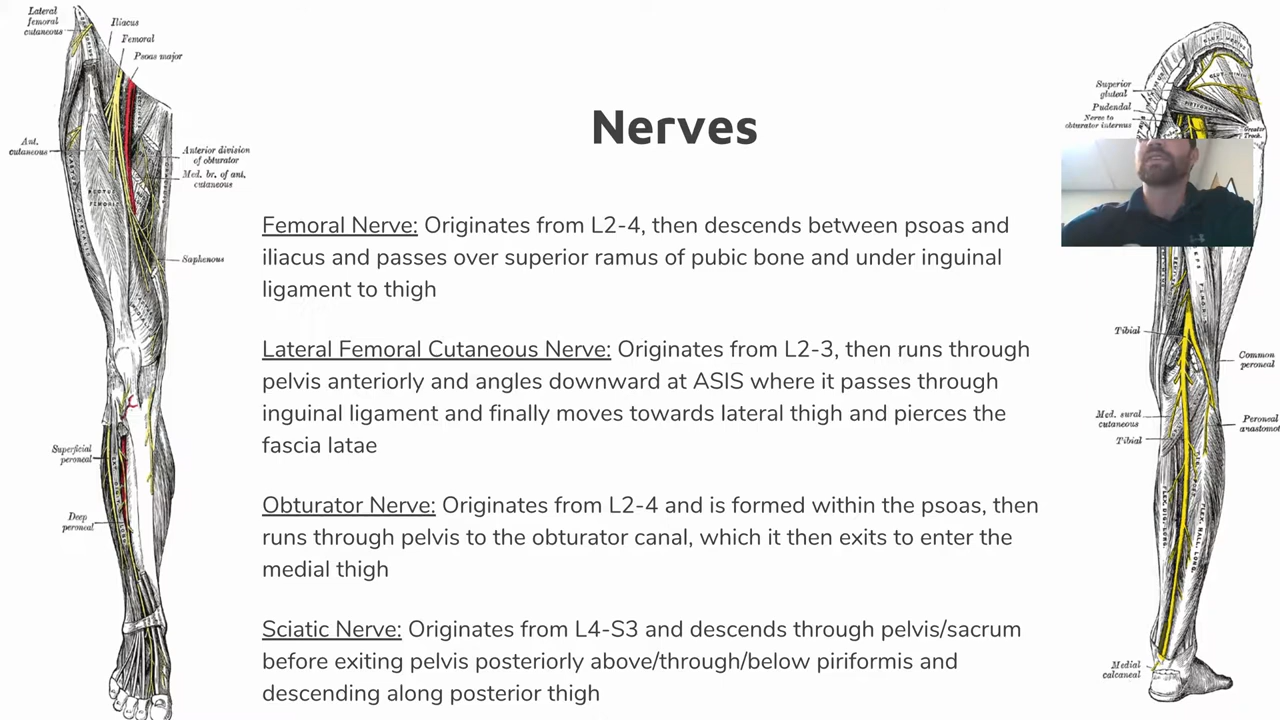 Nerves
Femoral Nerve: Originates from L2-4, then descends between psoas and
iliacus and passes over superior ramus of pubic bone and under inguinal
ligament to thigh
Lateral Femoral Cutaneous Nerve: Originates from L2-3, then runs through
pelvis anteriorly and angles downward at ASIS where it passes through
inguinal ligament and finally moves towards lateral thigh and pierces the
fascia latae
Obturator Nerve: Originates from L2-4 and is formed within the psoas, then
runs through pelvis to the obturator canal, which it then exits to enter the
medial thigh
Sciatic Nerve: Originates from L4-S3 and descends through pelvis/sacrum
before exiting pelvis posteriorly above/through/below piriformis and
descending along posterior thigh
Lateral
femoral
cutaneous
Iliacus
Femoral
Psoas major
Ant.
cutaneous
Anterior division
of obturator
Med. br. of ant.
cutaneous
Saphenous
Superficial
peroneal
Deep
peroneal
Superior
gluteal
Pudendal
Nerve to
obturator internus
Greater
Troch.
Tibial
Common
peroneal
Med. sural
cutaneous
Tibial
Peroneal
anastomot
Medial
calcaneal